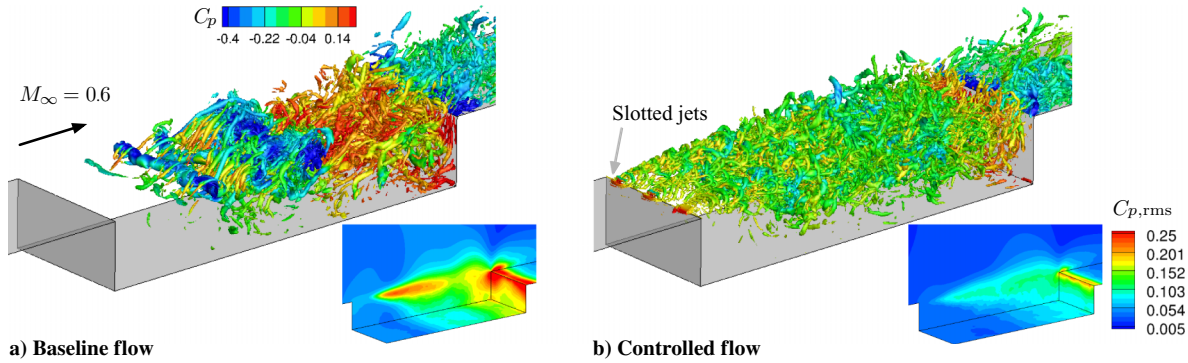 C_p
-0.4 -0.22 -0.04 0.14
M_∞ = 0.6
Slotted jets
C_p,rms
0.25
0.201
0.152
0.103
0.054
0.005
a) Baseline flow
b) Controlled flow